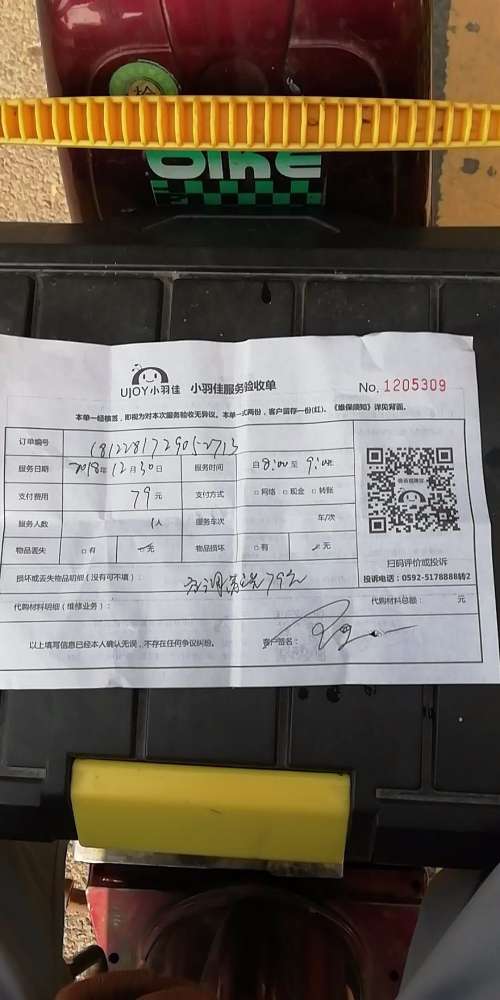 bike
UJOY小羽佳 小羽佳服务验收单 No. 1205309
本单一经核签，即视为对本次服务验收无异议。本单一式两份，客户留存一份(红)。《维保须知》详见背面。
订单编号
服务日期 2018年12月30日 服务时间 自8:00至9:00
支付费用 79元 支付方式 □网络 □现金 □转账
服务人数 1人 服务车次 车/次
物品丢失 □有 □无 物品损坏 □有 □无
扫码评价或投诉
损坏或丢失物品明细（没有可不填）： 空调清洗79元
投诉电话：0592-5178888转2
代购材料明细（维修业务）： 代购材料总额： 元
以上填写信息已经本人确认无误，不存在任何争议纠纷。 客户签名：